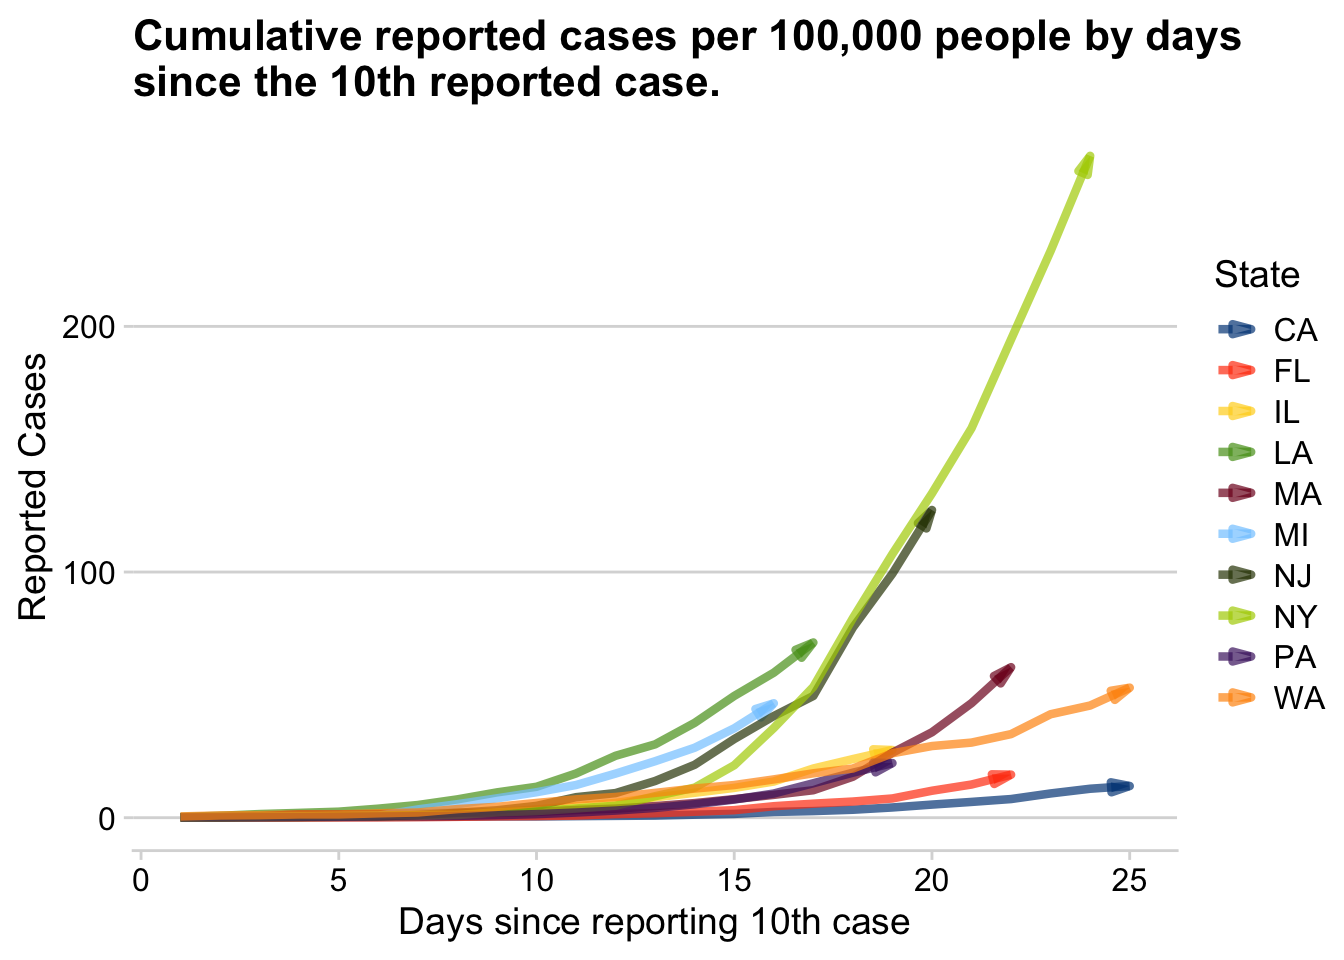 Cumulative reported cases per 100,000 people by days
since the 10th reported case.
200
100
0
Reported Cases
0 5 10 15 20 25
Days since reporting 10th case
State
CA
FL
IL
LA
MA
MI
NJ
NY
PA
WA